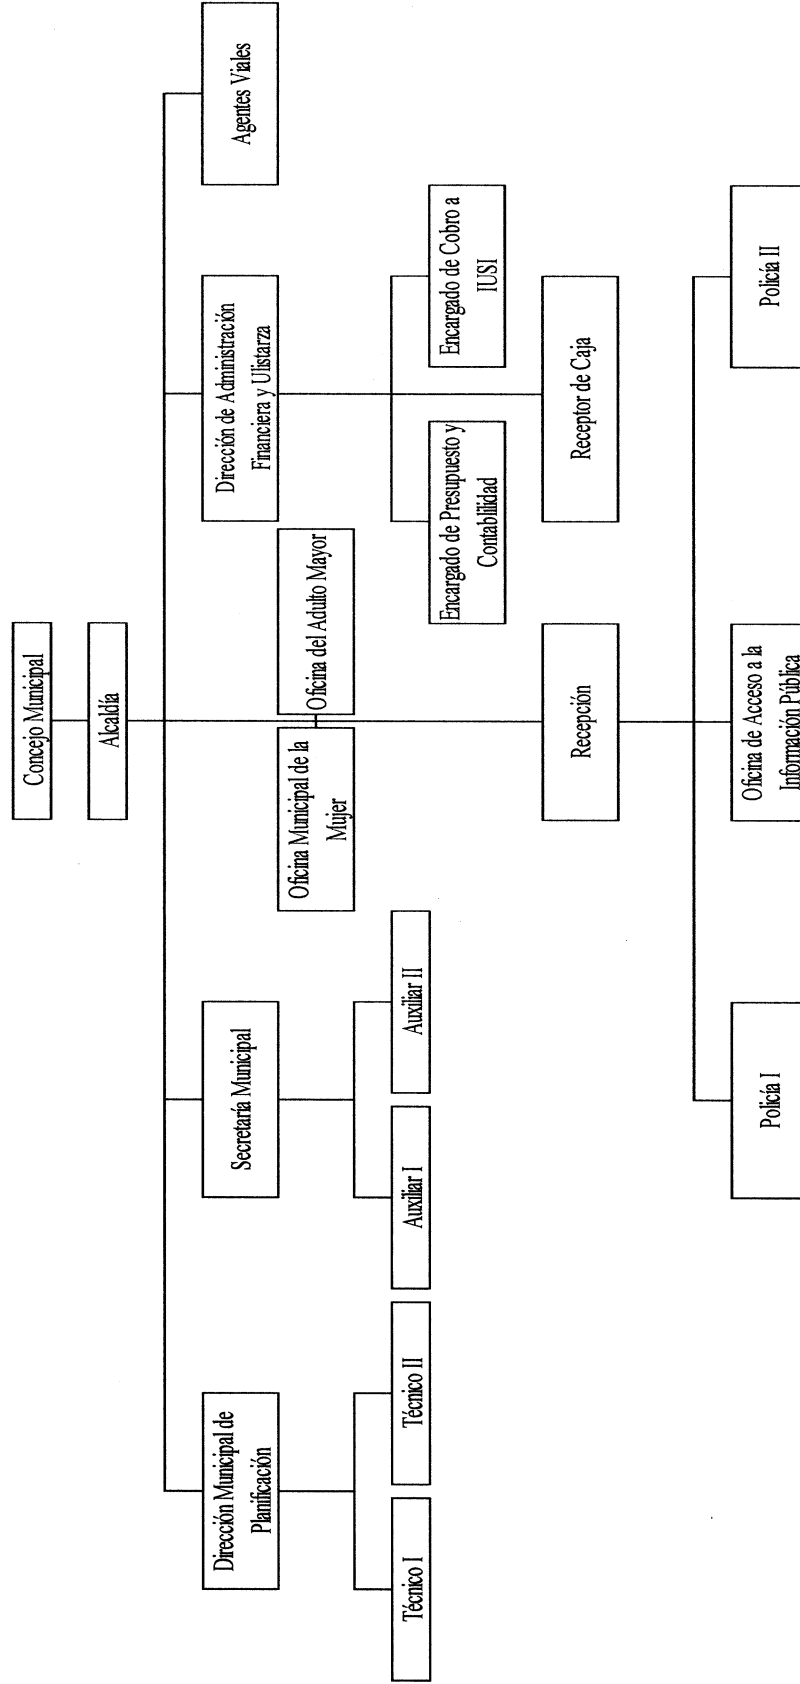 Concejo Municipal
Alcaldía
Dirección Municipal de
Planificación
Secretaría Municipal
Dirección de Administración
Financiera y Ulistarza
Agentes Viales
Oficina Municipal de la
Mujer
Oficina del Adulto Mayor
Técnico I
Técnico II
Auxiliar I
Auxiliar II
Encargado de Presupuesto y
Contablilidad
Encargado de Cobro a
IUSI
Recepción
Receptor de Caja
Policía I
Oficina de Acceso a la
Información Pública
Policía II